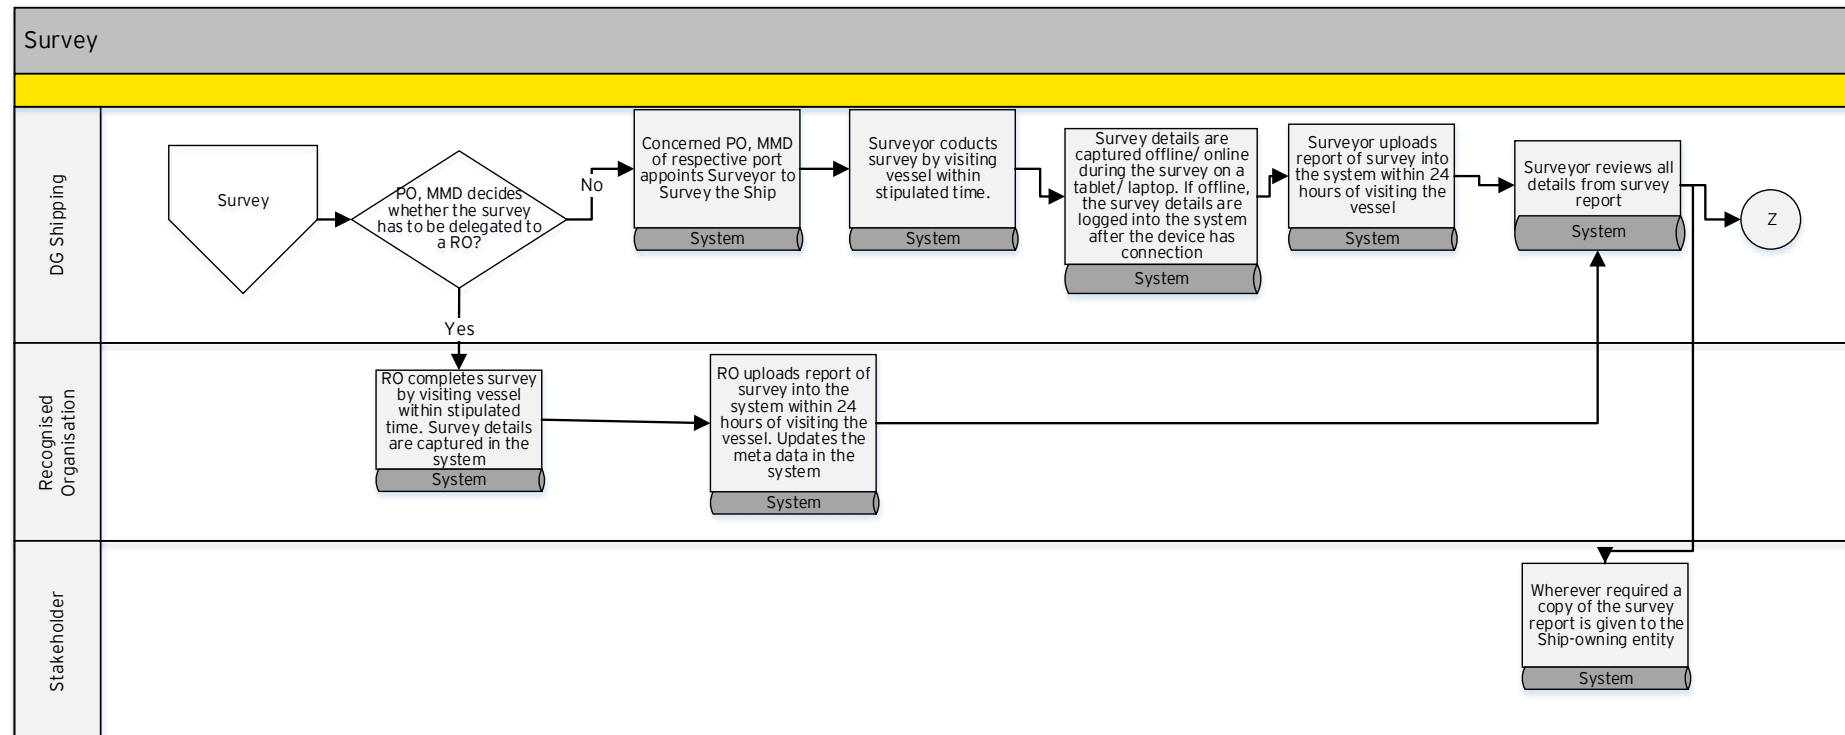 Survey
DG Shipping
Survey
PO, MMD decides
whether the survey
has to be delegated to
a RO?
No
Yes
Concerned PO, MMD
of respective port
appoints Surveyor to
Survey the Ship
System
Surveyor coducts
survey by visiting
vessel within
stipulated time.
System
Survey details are
captured offline/ online
during the survey on a
tablet/ laptop. If offline,
the survey details are
logged into the system
after the device has
connection
System
Surveyor uploads
report of survey into
the system within 24
hours of visiting the
vessel
System
Surveyor reviews all
details from survey
report
System
Z
Recognised
Organisation
RO completes survey
by visiting vessel
within stipulated
time. Survey details
are captured in the
system
System
RO uploads report of
survey into the
system within 24
hours of visiting the
vessel. Updates the
meta data in the
system
System
Stakeholder
Wherever required a
copy of the survey
report is given to the
Ship-owning entity
System